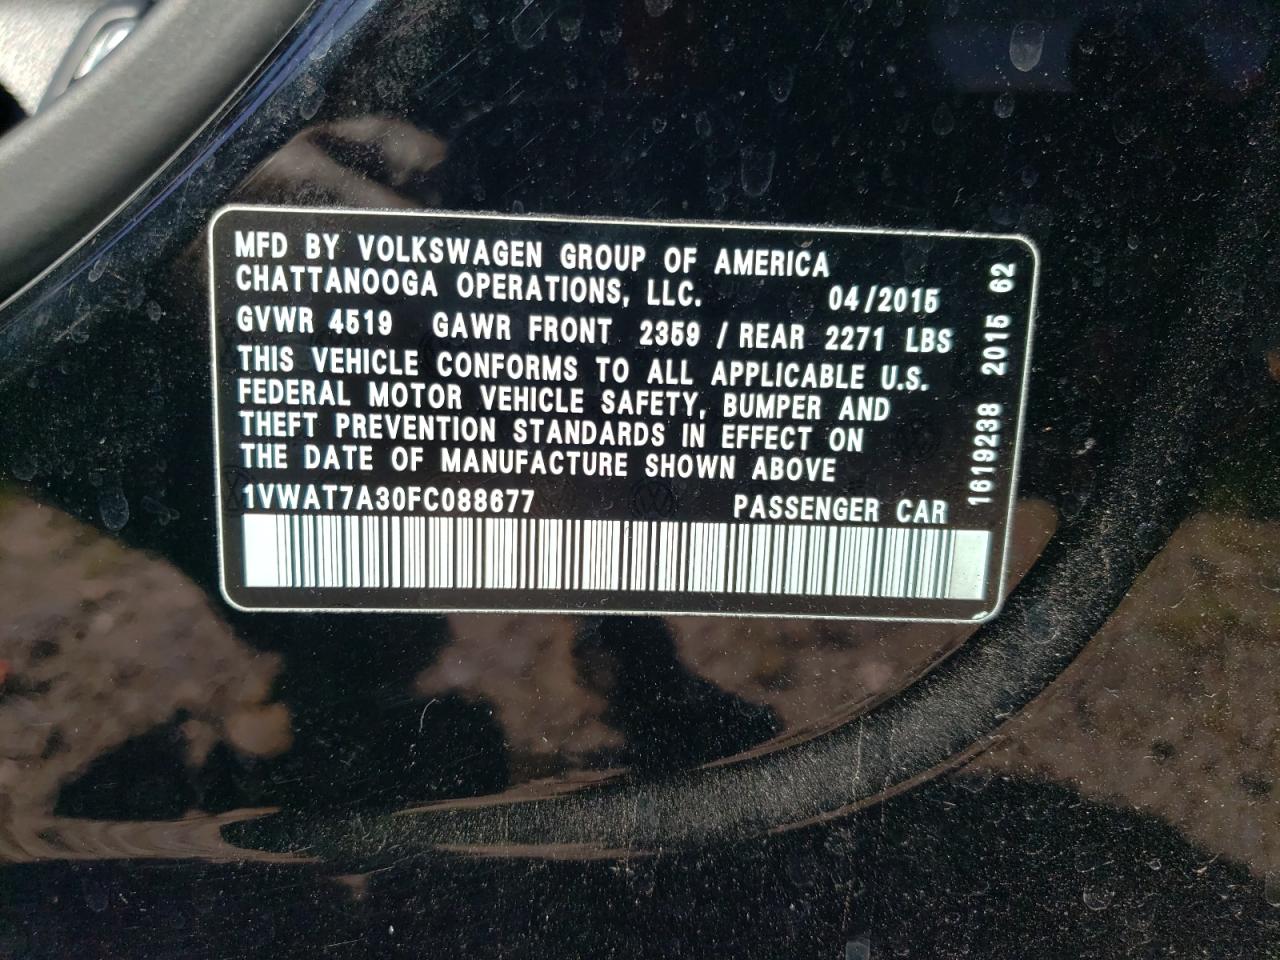 MFD BY VOLKSWAGEN GROUP OF AMERICA
CHATTANOOGA OPERATIONS, LLC. 04/2015
GVWR 4519 GAWR FRONT 2359 / REAR 2271 LBS
THIS VEHICLE CONFORMS TO ALL APPLICABLE U.S.
FEDERAL MOTOR VEHICLE SAFETY, BUMPER AND
THEFT PREVENTION STANDARDS IN EFFECT ON
THE DATE OF MANUFACTURE SHOWN ABOVE
1VWAT7A30FC088677 PASSENGER CAR
1619238 2015 62